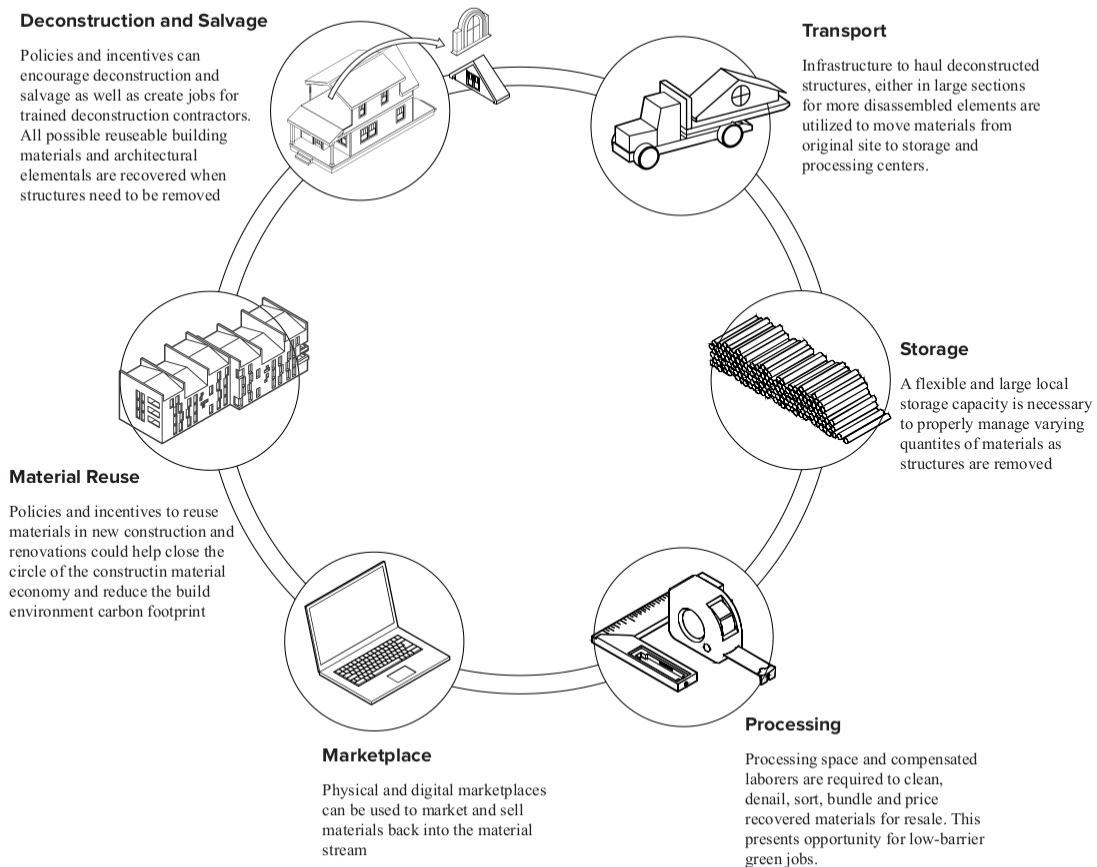 Deconstruction and Salvage
Policies and incentives can
encourage deconstruction and
salvage as well as create jobs for
trained deconstruction contractors.
All possible reuseable building
materials and architectural
elementals are recovered when
structures need to be removed
Transport
Infrastructure to haul deconstructed
structures, either in large sections
for more disassembled elements are
utilized to move materials from
original site to storage and
processing centers.
Storage
A flexible and large local
storage capacity is necessary
to properly manage varying
quantites of materials as
structures are removed
Processing
Processing space and compensated
laborers are required to clean,
denail, sort, bundle and price
recovered materials for resale. This
presents opportunity for low-barrier
green jobs.
Marketplace
Physical and digital marketplaces
can be used to market and sell
materials back into the material
stream
Material Reuse
Policies and incentives to reuse
materials in new construction and
renovations could help close the
circle of the constructin material
economy and reduce the build
environment carbon footprint